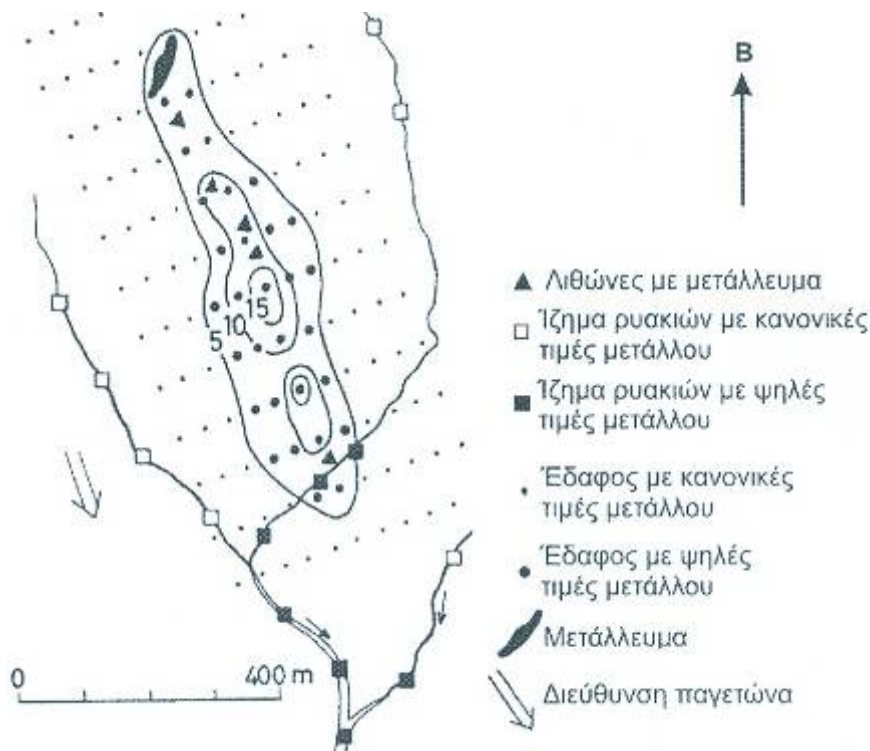 B
15
10
5
0
400 m
Λιθώνες με μετάλλευμα
Ίζημα ρυακιών με κανονικές
τιμές μετάλλου
Ίζημα ρυακιών με ψηλές
τιμές μετάλλου
Έδαφος με κανονικές
τιμές μετάλλου
Έδαφος με ψηλές
τιμές μετάλλου
Μετάλλευμα
Διεύθυνση παγετώνα